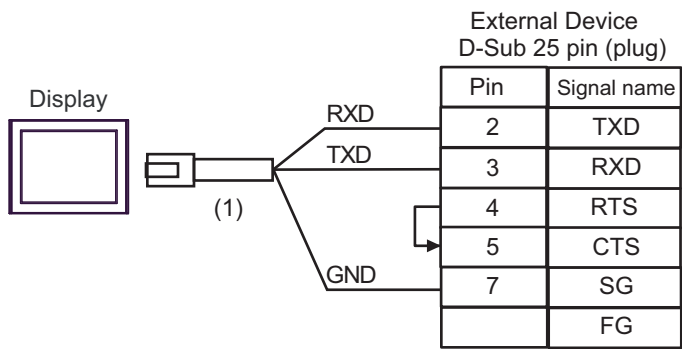 External Device
D-Sub 25 pin (plug)
Display
(1)
RXD
TXD
GND
Pin Signal name
2 TXD
3 RXD
4 RTS
5 CTS
7 SG
FG